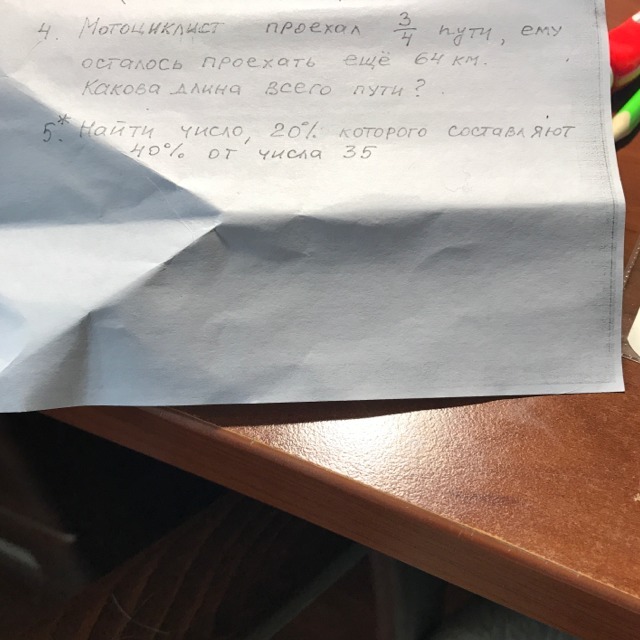 4. Мотоциклист проехал 3/4 пути, ему
осталось проехать ещё 64 км.
Какова длина всего пути?
5*. Найти число, 20% которого составляют
40% от числа 35